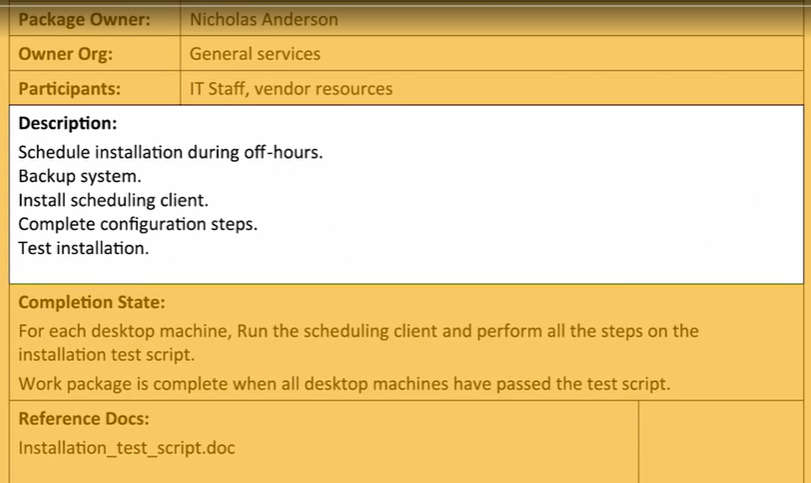 Package Owner: Nicholas Anderson
Owner Org: General services
Participants: IT Staff, vendor resources
Description:
Schedule installation during off-hours.
Backup system.
Install scheduling client.
Complete configuration steps.
Test installation.
Completion State:
For each desktop machine, Run the scheduling client and perform all the steps on the
installation test script.
Work package is complete when all desktop machines have passed the test script.
Reference Docs:
Installation_test_script.doc